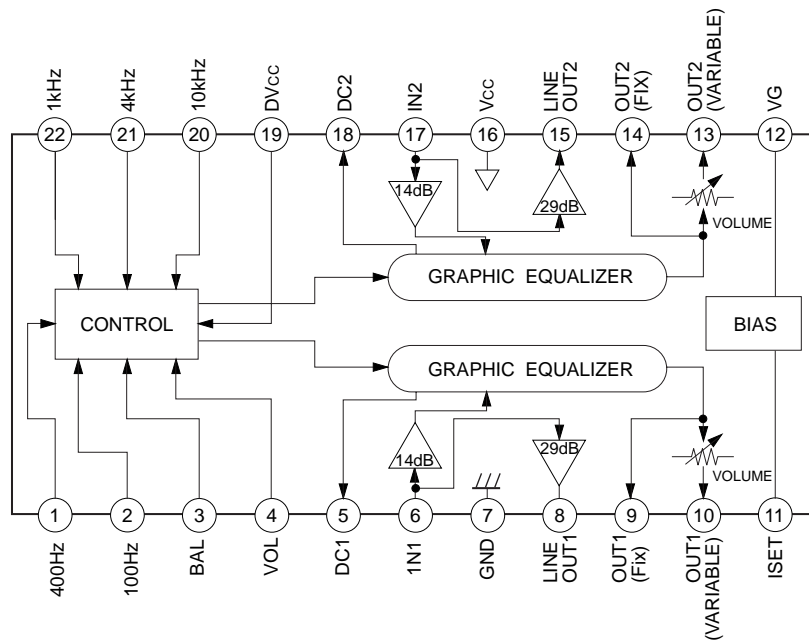 1kHz
4kHz
10kHz
DVcc
DC2
IN2
Vcc
LINE
OUT2
OUT2
(FIX)
OUT2
(VARIABLE)
VG
22
21
20
19
18
17
16
15
14
13
12
14dB
29dB
VOLUME
GRAPHIC EQUALIZER
CONTROL
BIAS
GRAPHIC EQUALIZER
14dB
29dB
VOLUME
1
2
3
4
5
6
7
8
9
10
11
400Hz
100Hz
BAL
VOL
DC1
1N1
GND
LINE
OUT1
OUT1
(Fix)
OUT1
(VARIABLE)
ISET